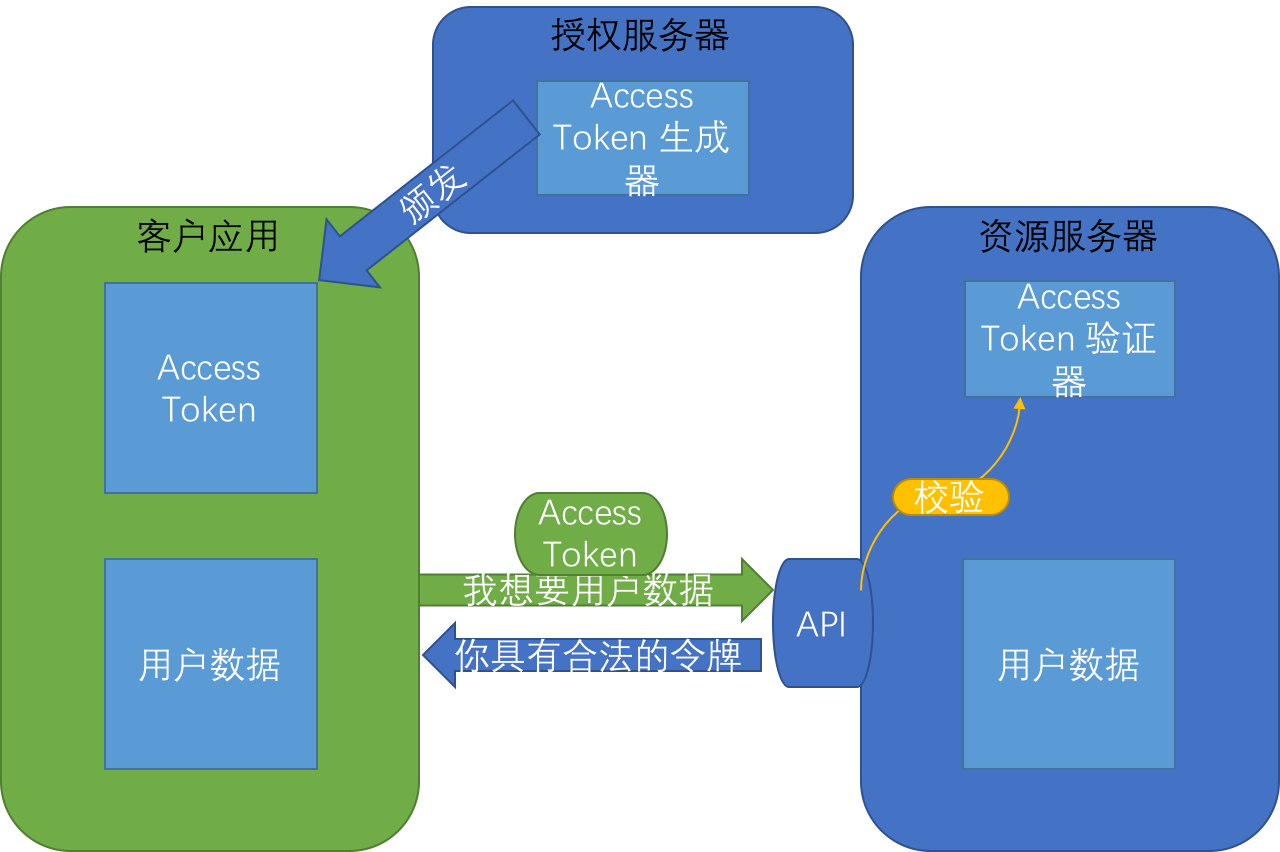 授权服务器
Access
Token 生成
器
颁发
客户应用
Access
Token
用户数据
Access
Token
我想要用户数据
你具有合法的令牌
API
资源服务器
Access
Token 验证
器
校验
用户数据